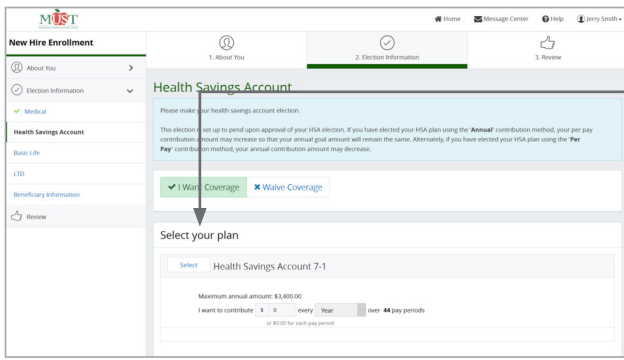 MUST
Home Message Center Help Jerry Smith
New Hire Enrollment
About You
Election Information
Medical
Health Savings Account
Basic Life
LTD
Beneficiary Information
Review
1. About You
2. Election Information
3. Review
Health Savings Account
Please make your health savings account election.
This election is set up to pend upon approval of your HSA election. If you have elected your HSA plan using the 'Annual' contribution method, your per pay
contribution amount may increase so that your annual goal amount will remain the same. Alternately, if you have elected your HSA plan using the 'Per
Pay' contribution method, your annual contribution amount may decrease.
I Want Coverage Waive Coverage
Select your plan
Select Health Savings Account 7-1
Maximum annual amount: $3,400.00
I want to contribute $ 0 every Year over 44 pay periods
or $0.00 for each pay period